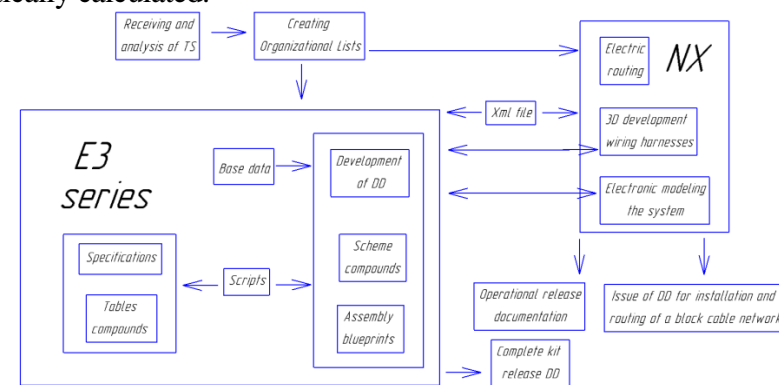 tically calculated.
Receiving and
analysis of TS
Creating
Organizational Lists
Electric
routing
NX
Xml file
3D development
wiring harnesses
E3
series
Base data
Development
of DD
Electronic modeling
the system
Specifications
Scheme
compounds
Scripts
Tables
compounds
Assembly
blueprints
Operational release
documentation
Issue of DD for installation and
routing of a block cable network
Complete kit
release DD